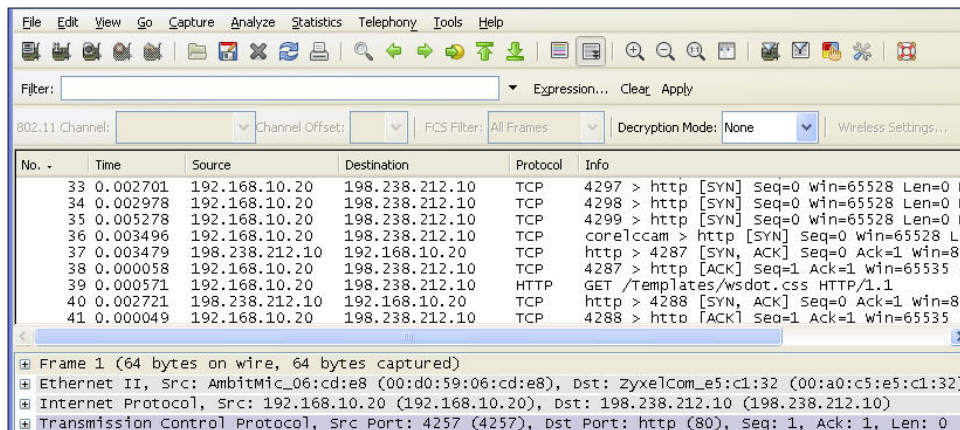 File Edit View Go Capture Analyze Statistics Telephony Tools Help
Filter: Expression... Clear Apply
802.11 Channel: Channel Offset: FCS Filter: All Frames Decryption Mode: None Wireless Settings...
No. Time Source Destination Protocol Info
33 0.002701 192.168.10.20 198.238.212.10 TCP 4297 > http [SYN] Seq=0 Win=65528 Len=0
34 0.002978 192.168.10.20 198.238.212.10 TCP 4298 > http [SYN] Seq=0 Win=65528 Len=0
35 0.005278 192.168.10.20 198.238.212.10 TCP 4299 > http [SYN] Seq=0 Win=65528 Len=0
36 0.003496 192.168.10.20 198.238.212.10 TCP corelccam > http [SYN] Seq=0 Win=65528 L
37 0.003479 198.238.212.10 192.168.10.20 TCP http > 4287 [SYN, ACK] Seq=0 Ack=1 Win=8
38 0.000058 192.168.10.20 198.238.212.10 TCP 4287 > http [ACK] Seq=1 Ack=1 Win=65535
39 0.000571 192.168.10.20 198.238.212.10 HTTP GET /Templates/wsdot.css HTTP/1.1
40 0.002721 198.238.212.10 192.168.10.20 TCP http > 4288 [SYN, ACK] Seq=0 Ack=1 Win=8
41 0.000049 192.168.10.20 198.238.212.10 TCP 4288 > http [ACK] Seq=1 Ack=1 Win=65535
Frame 1 (64 bytes on wire, 64 bytes captured)
Ethernet II, Src: AmbitMic_06:cd:e8 (00:d0:59:06:cd:e8), Dst: ZyxelCom_e5:c1:32 (00:a0:c5:e5:c1:32)
Internet Protocol, Src: 192.168.10.20 (192.168.10.20), Dst: 198.238.212.10 (198.238.212.10)
Transmission Control Protocol, Src Port: 4257 (4257), Dst Port: http (80), Seq: 1, Ack: 1, Len: 0